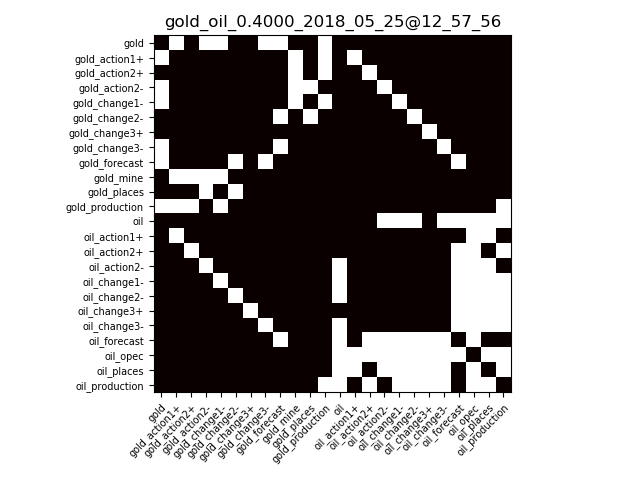 gold_oil_0.4000_2018_05_25@12_57_56
gold
gold_action1+
gold_action2+
gold_action2-
gold_change1-
gold_change2-
gold_change3+
gold_change3-
gold_forecast
gold_mine
gold_places
gold_production
oil
oil_action1+
oil_action2+
oil_action2-
oil_change1-
oil_change2-
oil_change3+
oil_change3-
oil_forecast
oil_opec
oil_places
oil_production
gold
gold_action1+
gold_action2+
gold_action2-
gold_change1-
gold_change2-
gold_change3+
gold_change3-
gold_forecast
gold_mine
gold_places
gold_production
oil
oil_action1+
oil_action2+
oil_action2-
oil_change1-
oil_change2-
oil_change3+
oil_change3-
oil_forecast
oil_opec
oil_places
oil_production